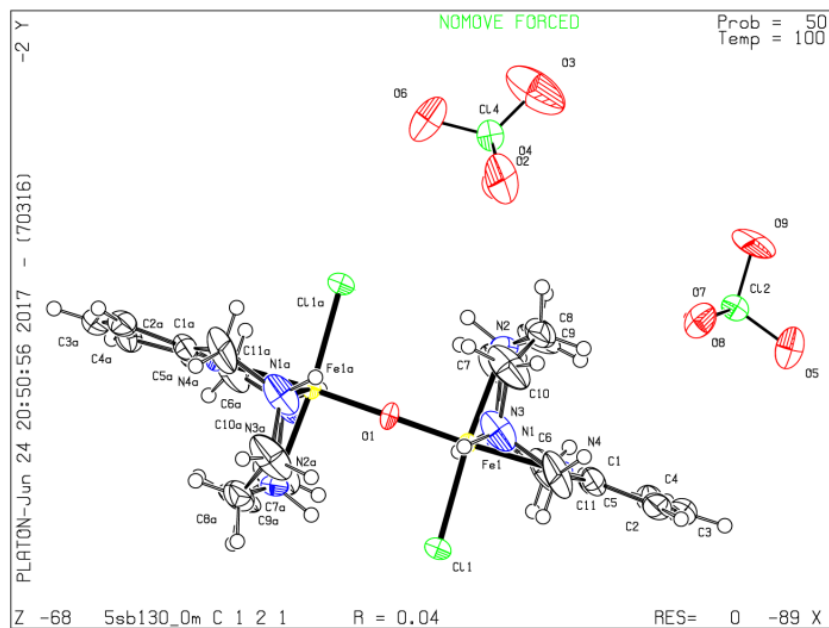 NOMOVE FORCED
Prob = 50
Temp = 100
-2 Y
PLATON-Jun 24 20:50:56 2017 - (70316)
O3
O6
Cl4
O4
O2
O9
Cl2
O7
O8
O5
Cl1a
N2
C8
C9
C7
C10
C3a
C2a
C1a
C4a
C11a
N1a
Fe1a
C5a
N4a
C6a
O1
N3
N1
C10a
N3a
N2a
C6
N4
Fe1
C1
C11
C5
C4
C2
C3
C8a
C7a
C9a
Cl1
Z -68 5sb130_0m C 1 2 1 R = 0.04 RES= 0 -89 X